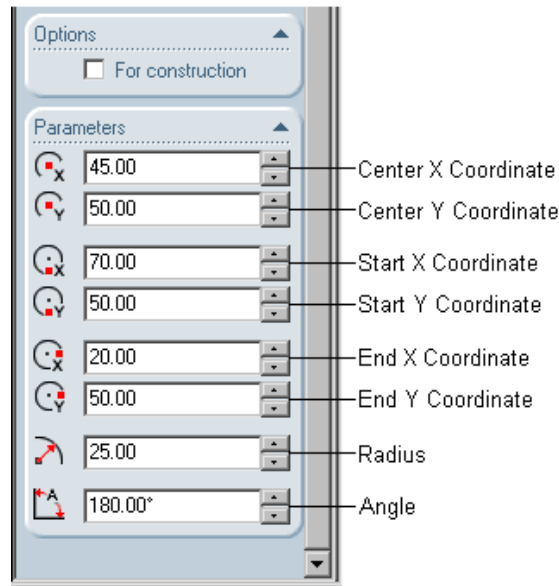 Options
For construction
Parameters
X 45.00 Center X Coordinate
Y 50.00 Center Y Coordinate
X 70.00 Start X Coordinate
Y 50.00 Start Y Coordinate
X 20.00 End X Coordinate
Y 50.00 End Y Coordinate
25.00 Radius
A 180.00° Angle